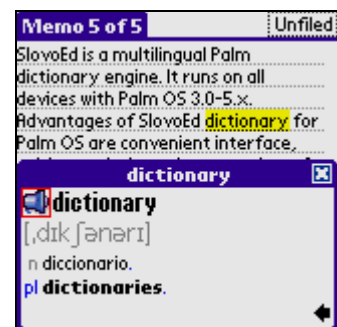 Memo 5 of 5
Unfiled
SlovoEd is a multilingual Palm
dictionary engine. It runs on all
devices with Palm OS 3.0-5.x.
Advantages of SlovoEd dictionary for
Palm OS are convenient interface,
dictionary
dictionary
[ˌdɪkʃənərɪ]
n diccionario.
pl dictionaries.